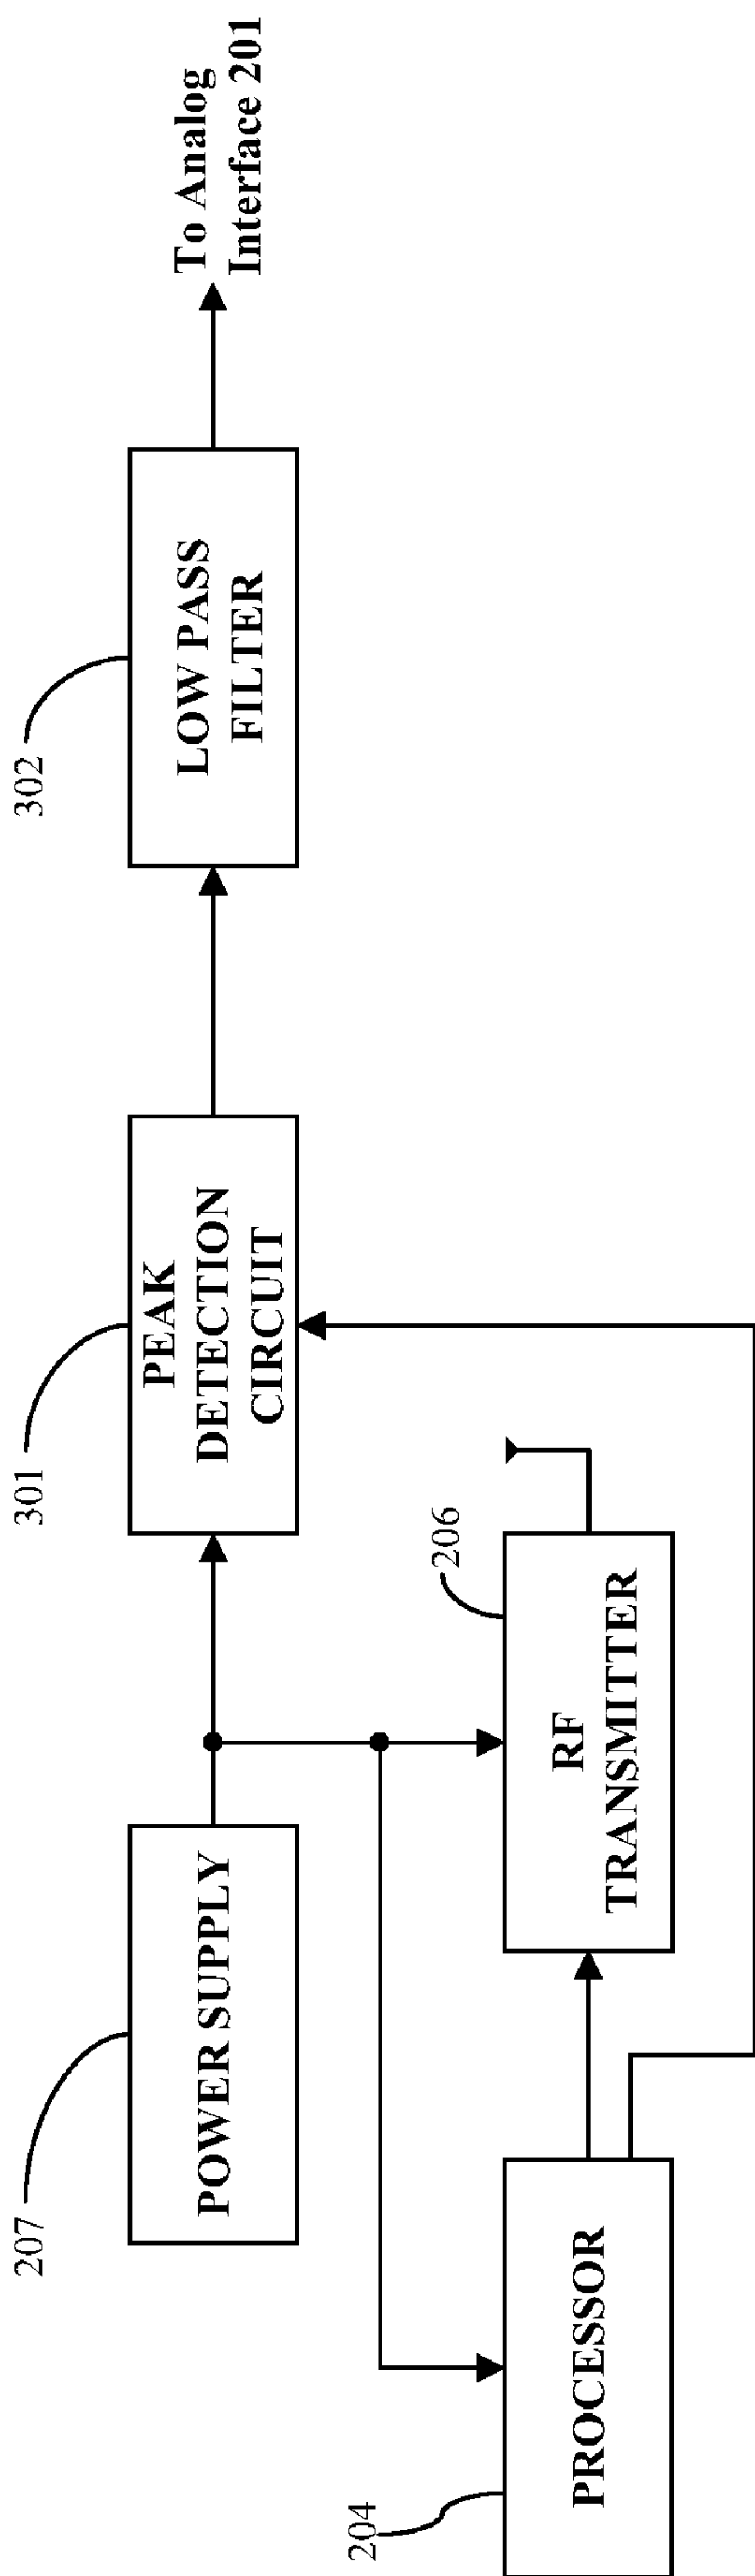 207
POWER SUPPLY
301
PEAK
DETECTION
CIRCUIT
302
LOW PASS
FILTER
To Analog
Interface 201
204
PROCESSOR
206
RF
TRANSMITTER